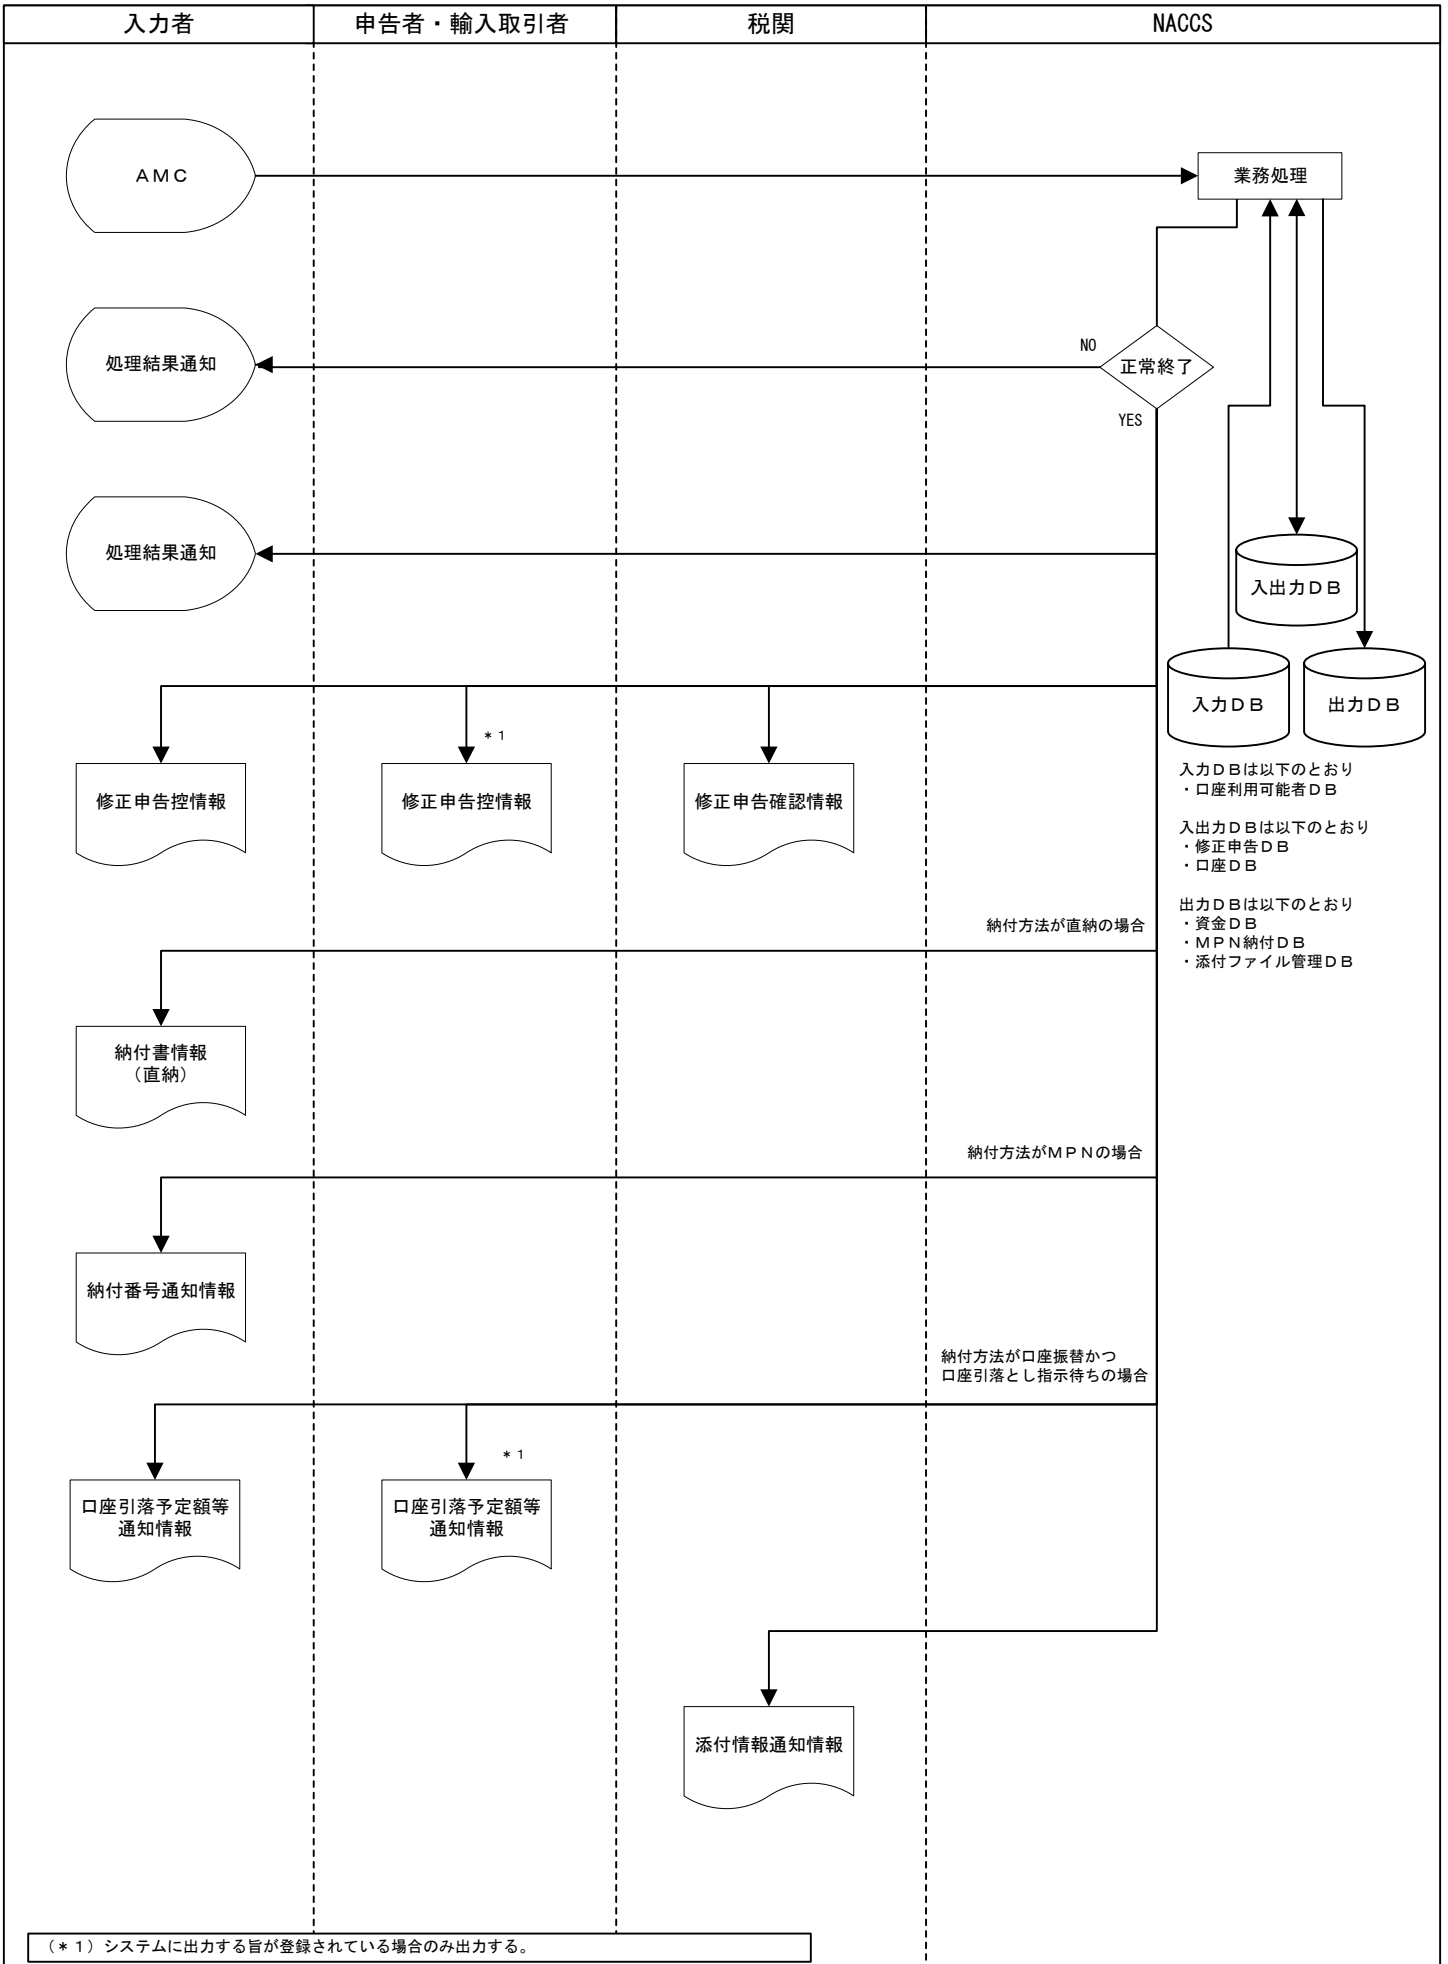 入力者
申告者・輸入取引者
税関
NACCS
ＡＭＣ
業務処理
処理結果通知
NO
正常終了
YES
処理結果通知
入出力ＤＢ
入力ＤＢ
出力ＤＢ
＊１
修正申告控情報
修正申告控情報
修正申告確認情報
入力ＤＢは以下のとおり
・口座利用可能者ＤＢ
入出力ＤＢは以下のとおり
・修正申告ＤＢ
・口座ＤＢ
出力ＤＢは以下のとおり
・資金ＤＢ
・ＭＰＮ納付ＤＢ
・添付ファイル管理ＤＢ
納付方法が直納の場合
納付書情報
（直納）
納付方法がＭＰＮの場合
納付番号通知情報
納付方法が口座振替かつ
口座引落とし指示待ちの場合
＊１
口座引落予定額等
通知情報
口座引落予定額等
通知情報
添付情報通知情報
（＊１）システムに出力する旨が登録されている場合のみ出力する。